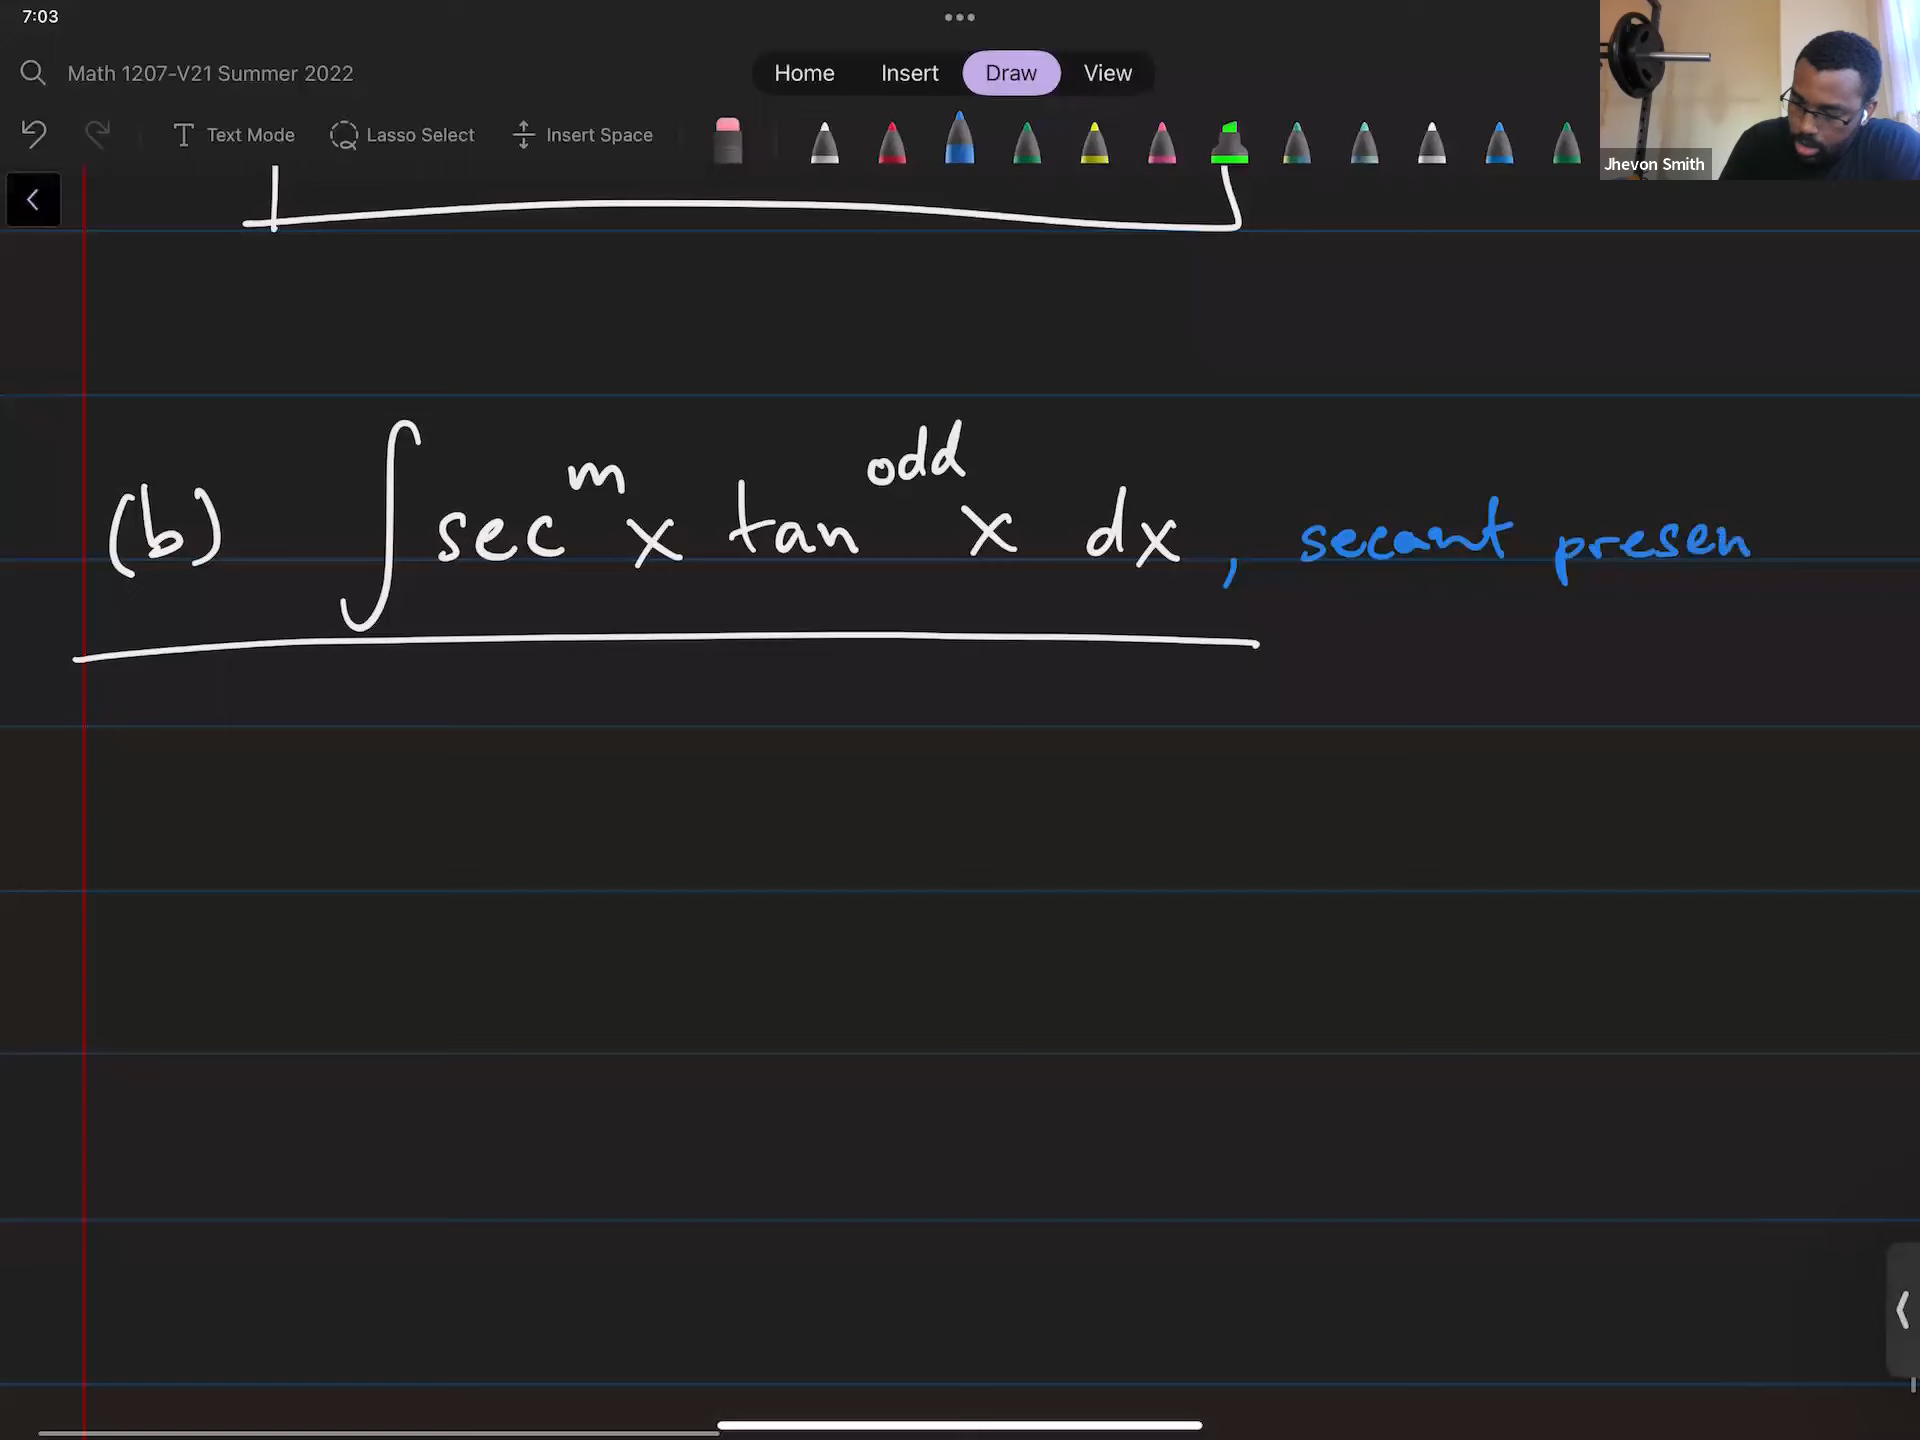 7:03
Math 1207-V21 Summer 2022
Home Insert Draw View
Text Mode Lasso Select Insert Space
Jhevon Smith
(b) ∫ sec^m x tan^odd x dx , secant presen